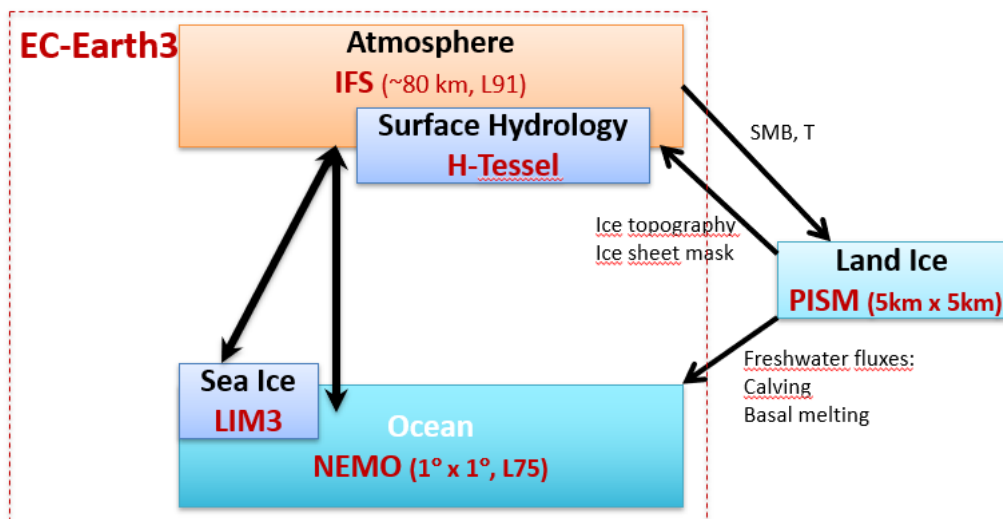 EC-Earth3
Atmosphere
IFS (~80 km, L91)
Surface Hydrology
H-Tessel
SMB, T
Ice topography
Ice sheet mask
Land Ice
PISM (5km x 5km)
Freshwater fluxes:
Calving
Basal melting
Sea Ice
LIM3
Ocean
NEMO (1° x 1°, L75)